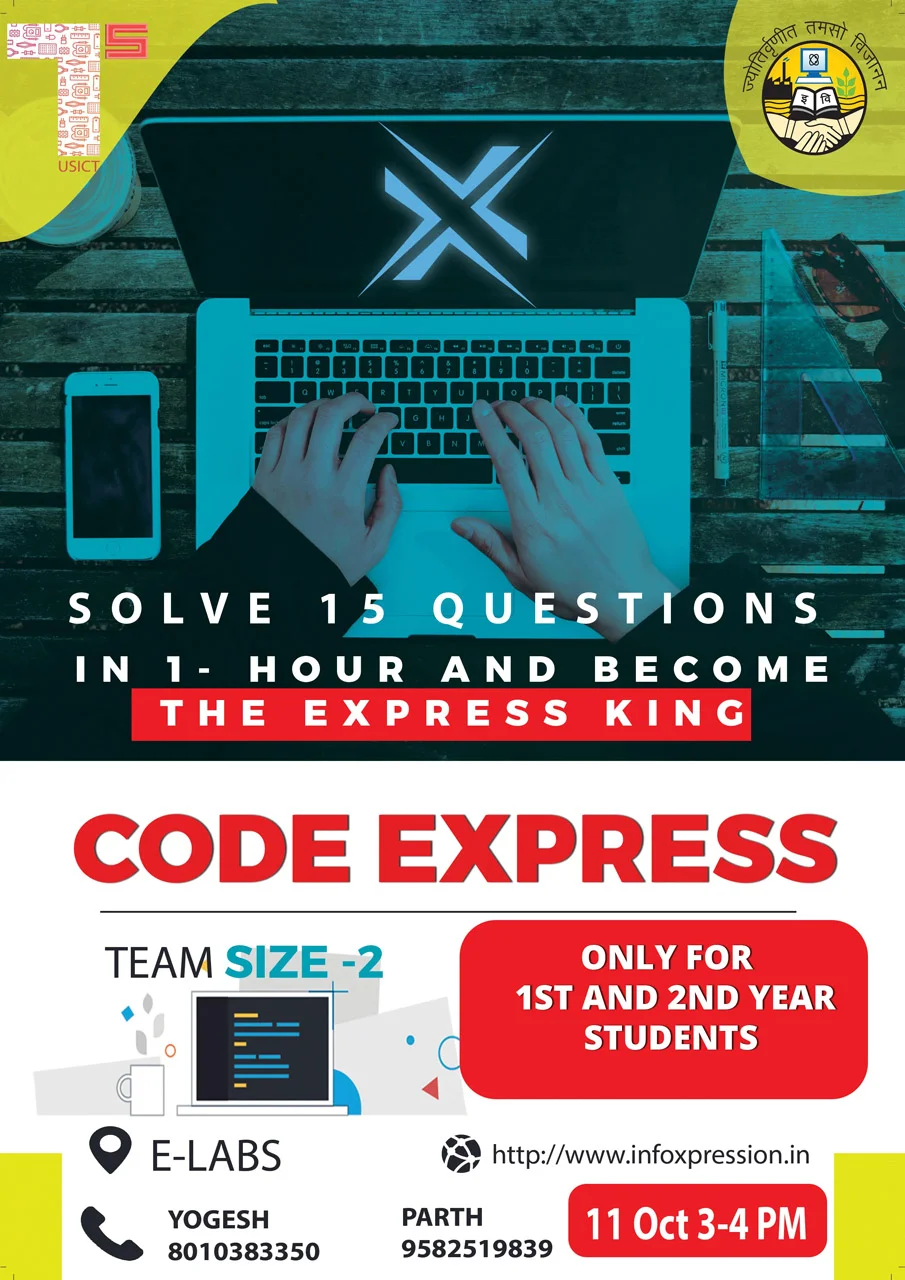 S
USICT
ज्योतिर्वृणीत तमसो विजानन
इ वि
SOLVE 15 QUESTIONS
IN 1- HOUR AND BECOME
THE EXPRESS KING
CODE EXPRESS
TEAM SIZE -2
ONLY FOR
1ST AND 2ND YEAR
STUDENTS
E-LABS
http://www.infoxpression.in
YOGESH
8010383350
PARTH
9582519839
11 Oct 3-4 PM